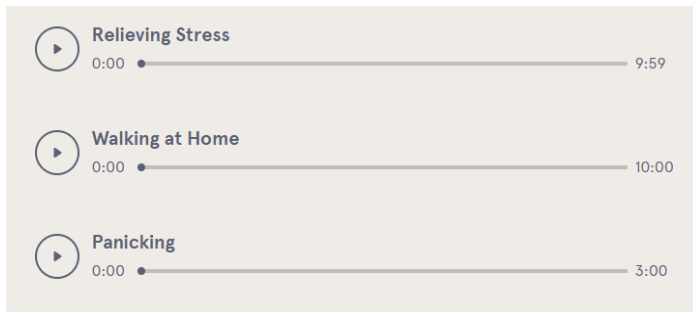 Relieving Stress
0:00 9:59
Walking at Home
0:00 10:00
Panicking
0:00 3:00